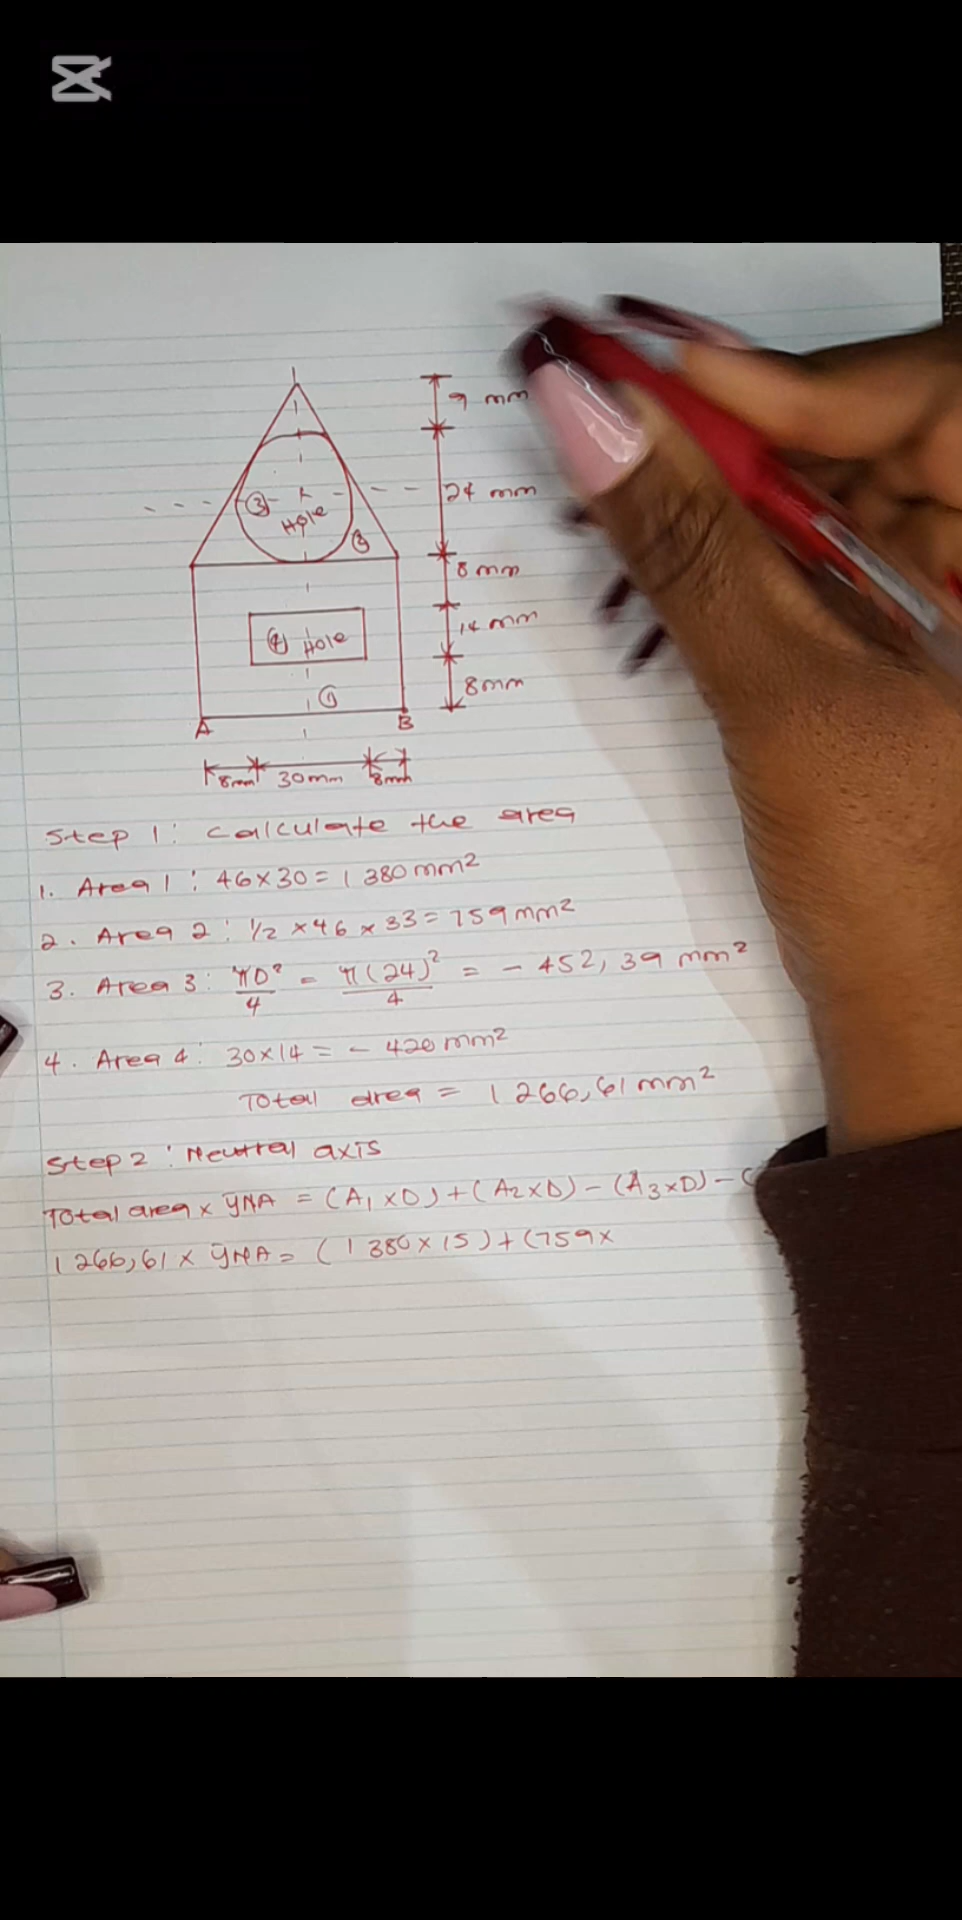 9 mm
24 mm
3
Hole
3
8 mm
14 mm
4 Hole
8mm
1
A
B
8mm 30mm 8mm
Step 1: Calculate the area
1. Area 1: 46×30 = 1 380 mm²
2. Area 2: 1/2 ×46 × 33 = 759 mm²
3. Area 3: πD²/4 = π(24)²/4 = - 452,39 mm²
4. Area 4: 30×14 = - 420 mm²
Total area = 1 266,61 mm²
Step 2: Neutral axis
Total area × yNA = (A₁×D)+(A₂×D)-(A₃×D)-(
1 266,61 × ȳNA = (1 380×15)+(759×